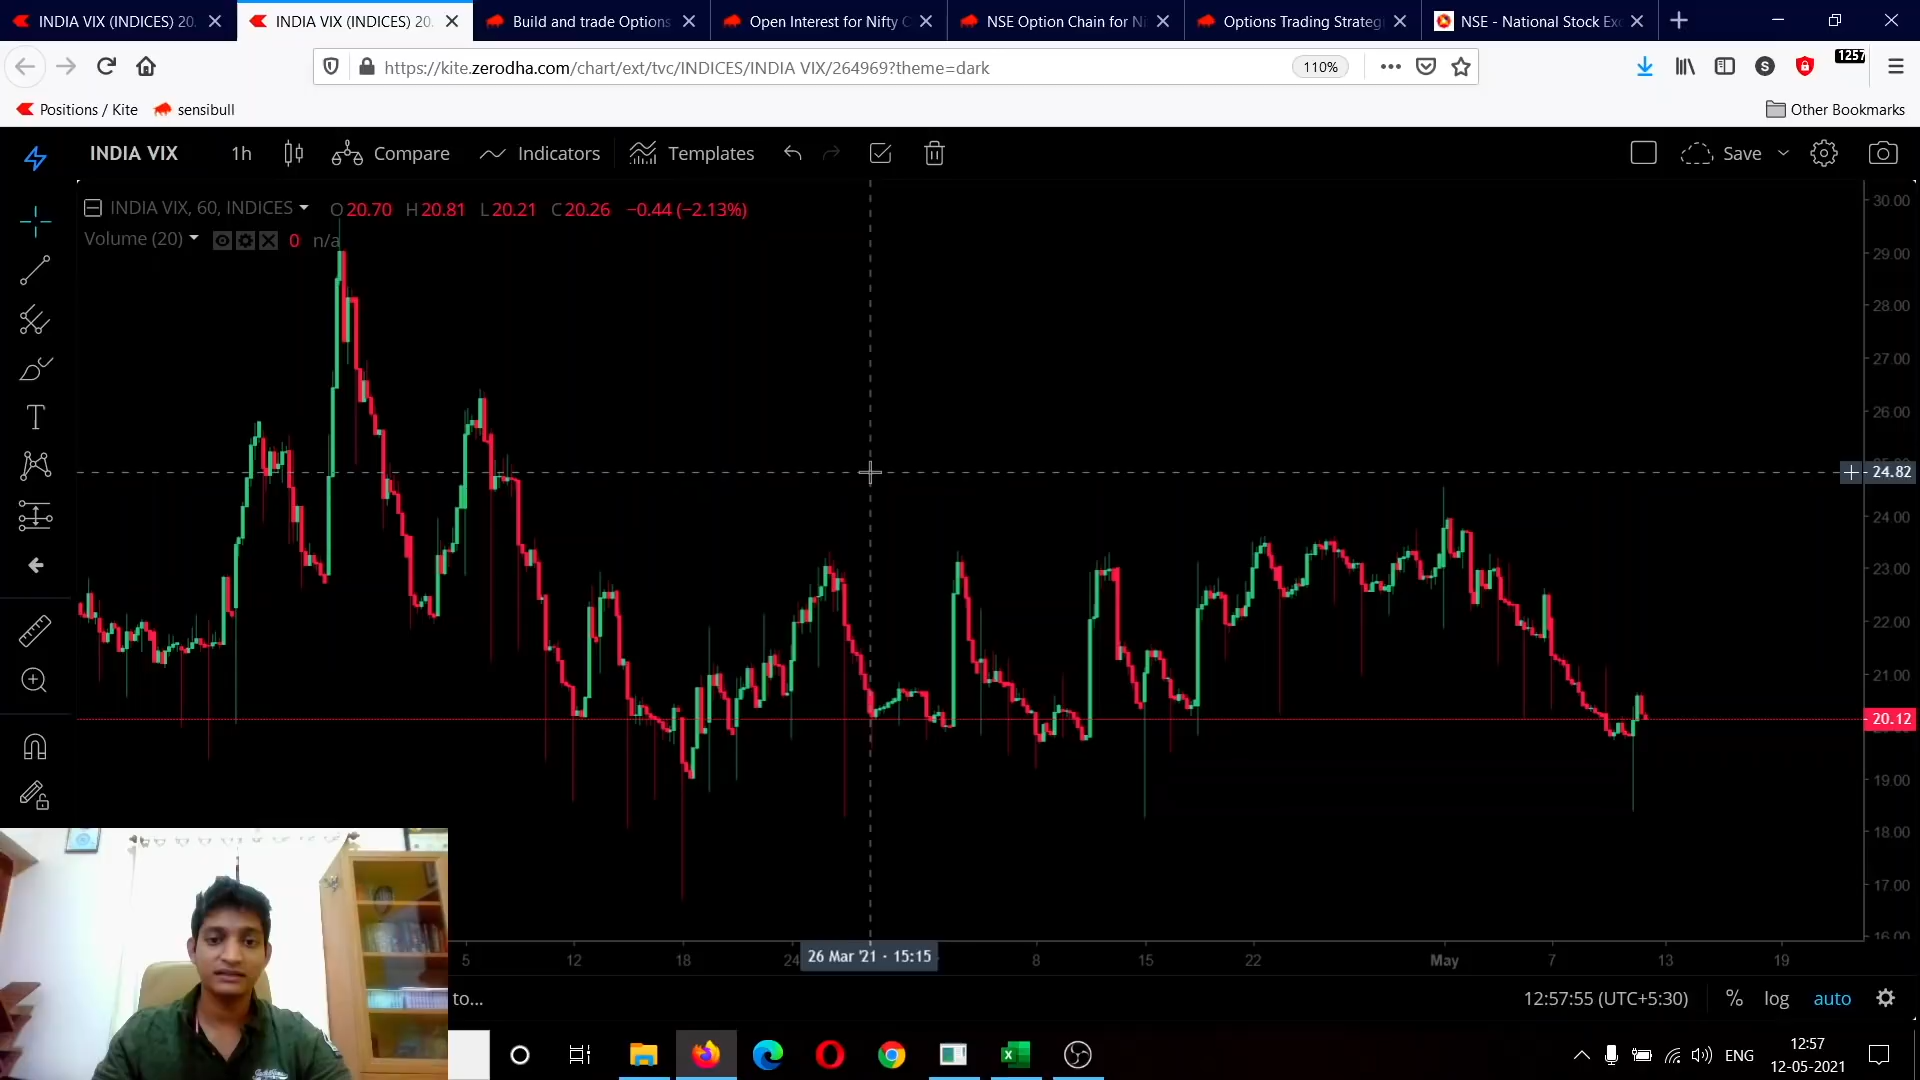 INDIA VIX (INDICES) 20.
INDIA VIX (INDICES) 20.
Build and trade Options
Open Interest for Nifty
NSE Option Chain for
Options Trading Strateg
NSE - National Stock Ex
https://kite.zerodha.com/chart/ext/tvc/INDICES/INDIA VIX/264969?theme=dark
110%
S
1257
Positions / Kite
sensibull
Other Bookmarks
INDIA VIX
1h
Compare
Indicators
Templates
Save
INDIA VIX, 60, INDICES
O 20.70 H 20.81 L 20.21 C 20.26 −0.44 (−2.13%)
Volume (20)
0 n/a
30.00
29.00
28.00
27.00
26.00
24.82
24.00
23.00
22.00
21.00
20.12
19.00
18.00
17.00
16.00
T
5
12
18
24
26 Mar '21 · 15:15
8
15
22
May
7
13
19
to...
12:57:55 (UTC+5:30)
%
log
auto
ENG
12:57
12-05-2021